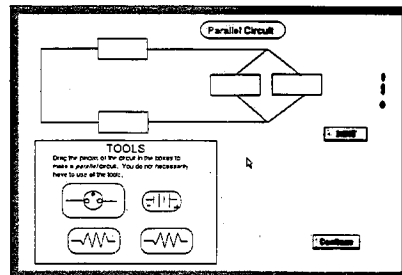 Parallel Circuit
TOOLS
Drag the pieces of the circuit in the boxes to
make a parallel circuit. You do not necessarily
have to use all the tools.
Continue